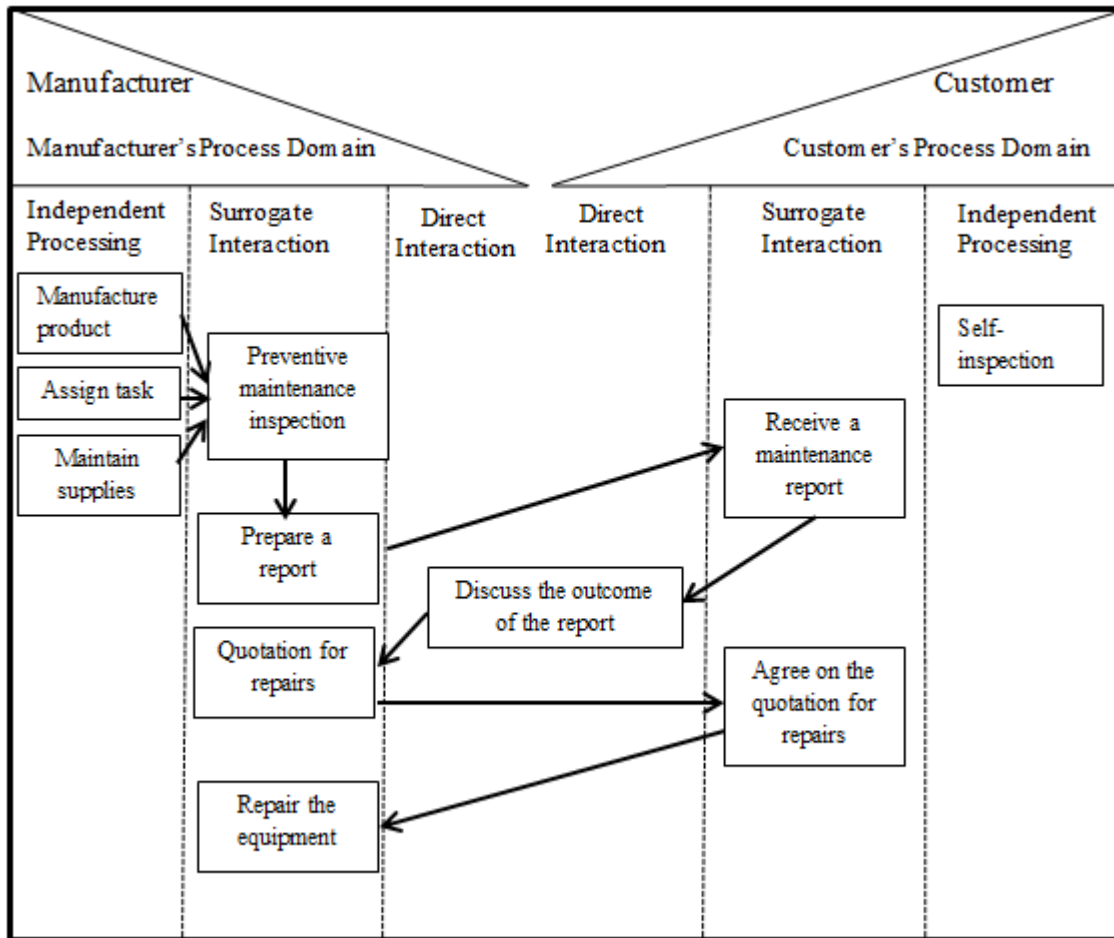 Manufacturer
Customer
Manufacturer's Process Domain
Customer's Process Domain
Independent
Processing
Surrogate
Interaction
Direct
Interaction
Direct
Interaction
Surrogate
Interaction
Independent
Processing
Manufacture
product
Assign task
Maintain
supplies
Preventive
maintenance
inspection
Self-
inspection
Receive a
maintenance
report
Prepare a
report
Discuss the outcome
of the report
Quotation for
repairs
Agree on the
quotation for
repairs
Repair the
equipment